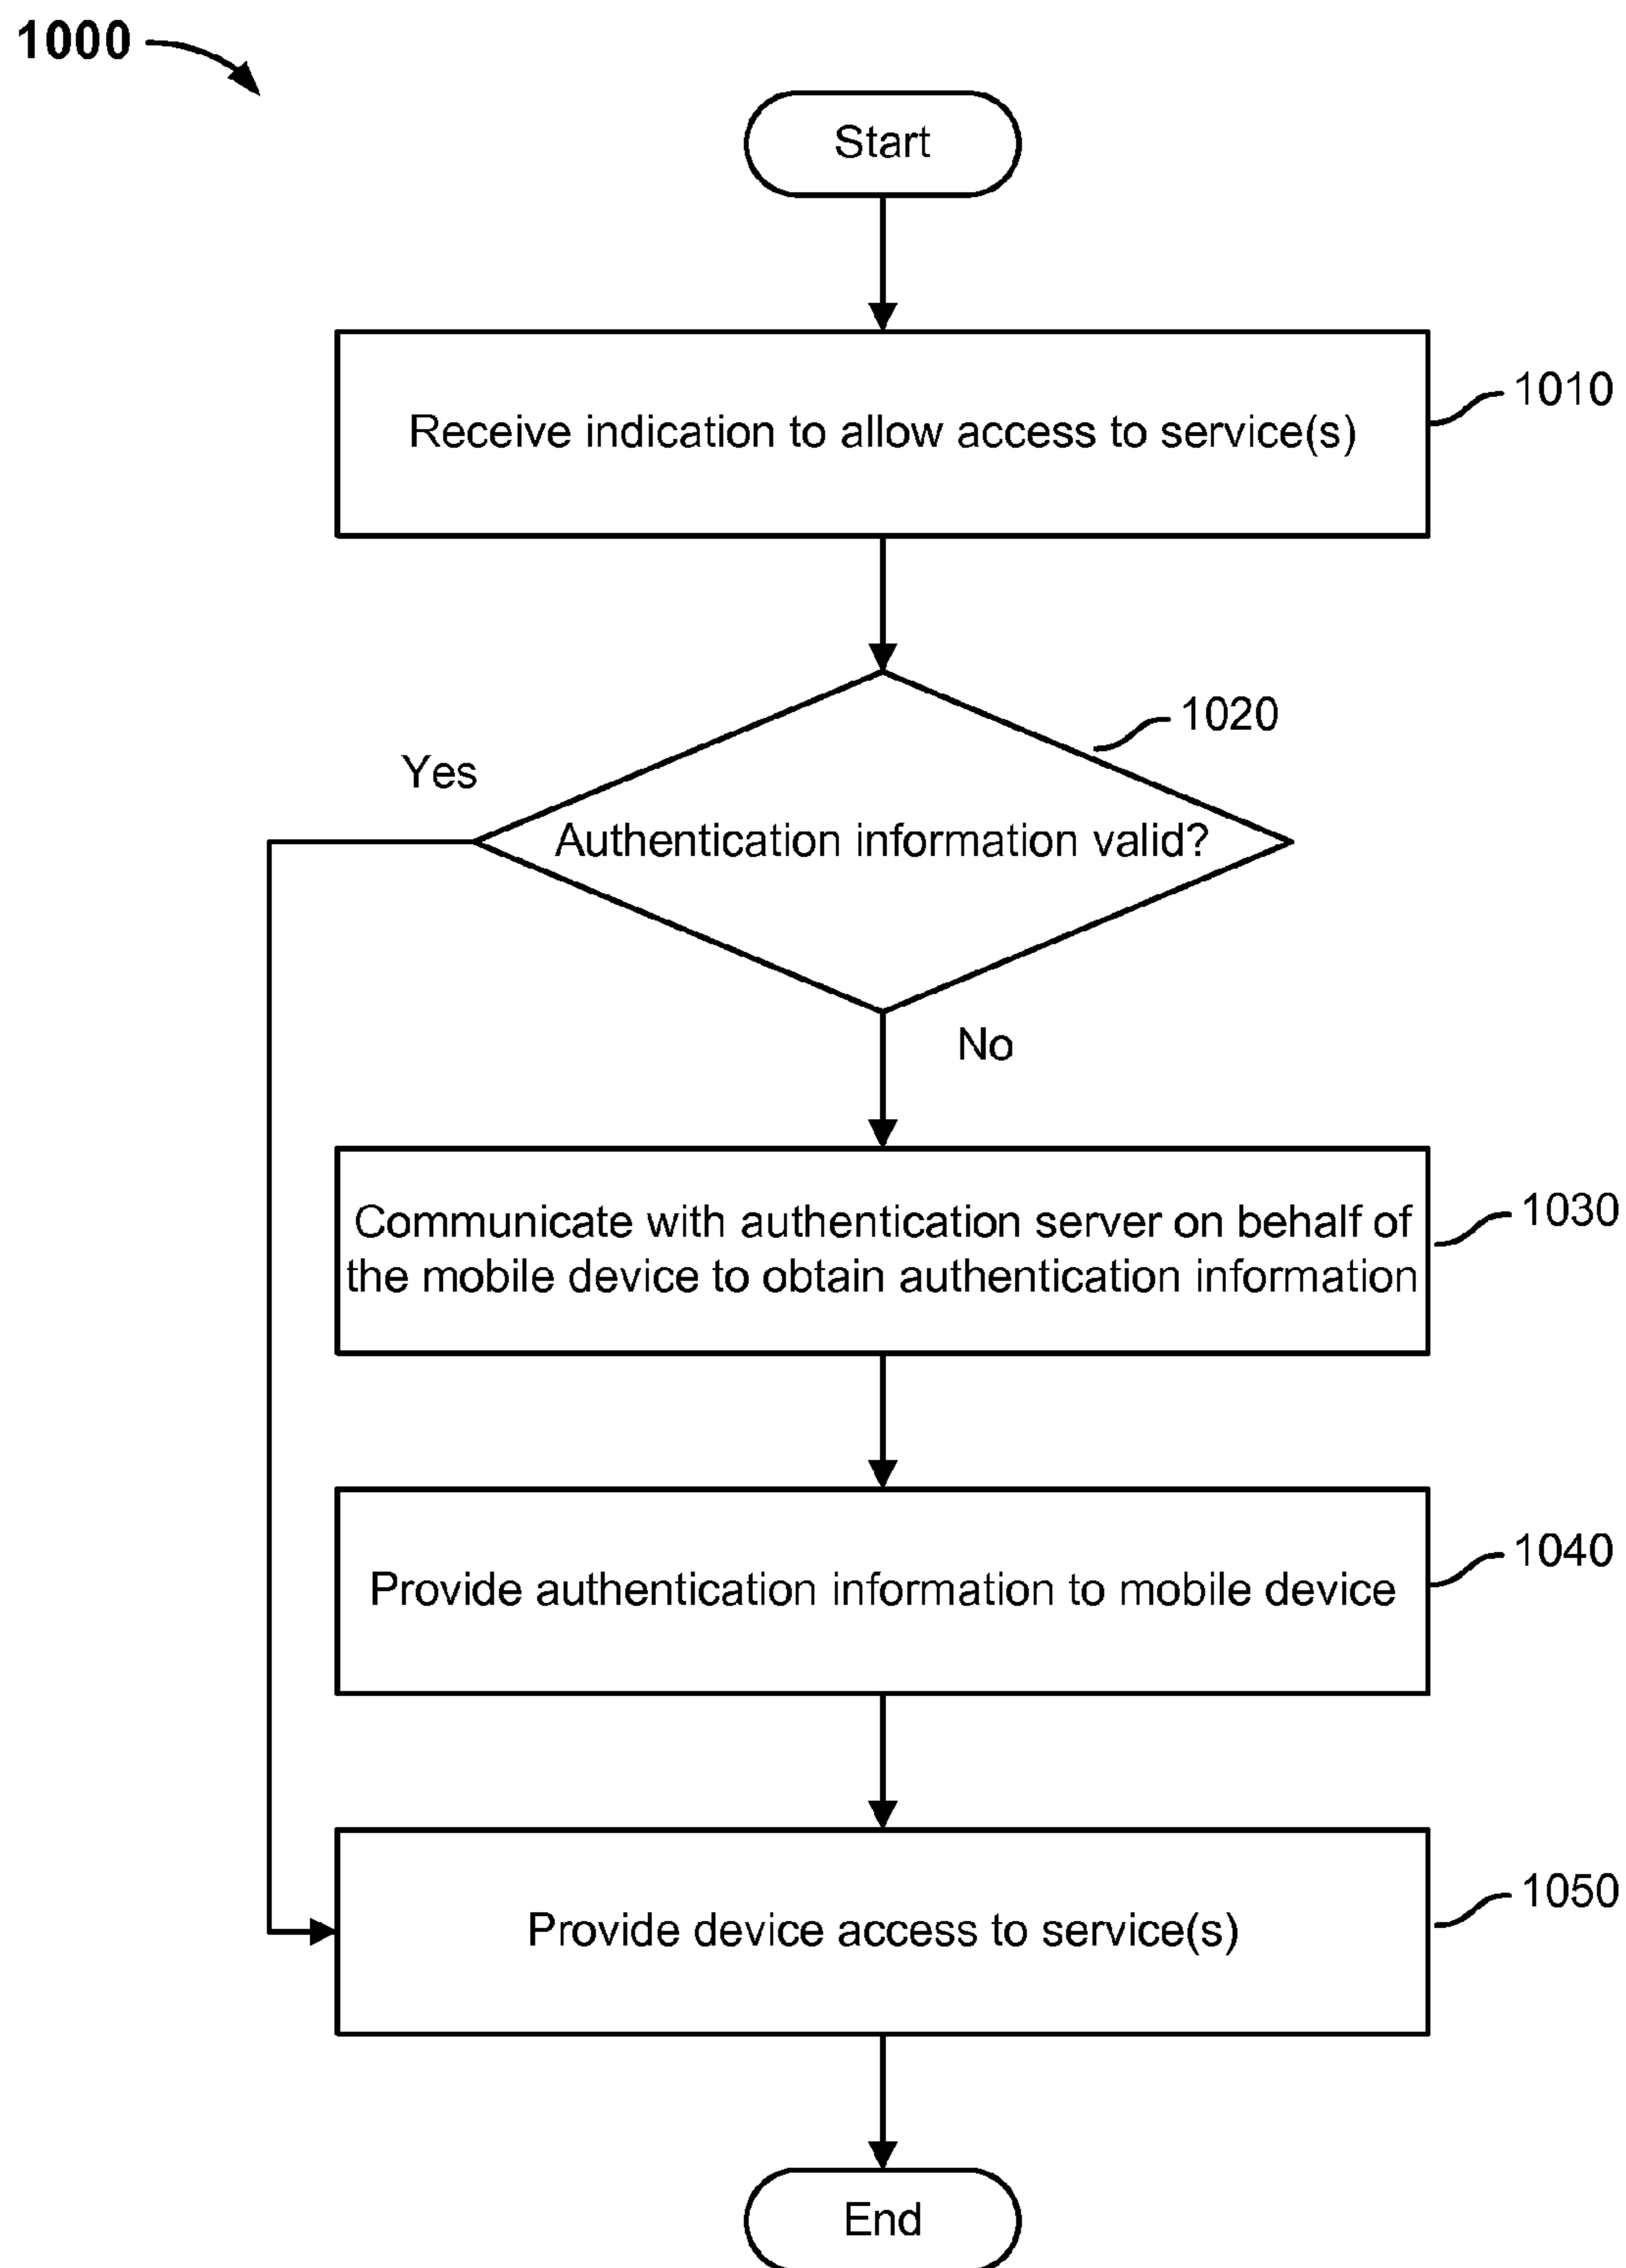 1000
Start
Receive indication to allow access to service(s)
1010
1020
Yes
Authentication information valid?
No
Communicate with authentication server on behalf of
the mobile device to obtain authentication information
1030
Provide authentication information to mobile device
1040
Provide device access to service(s)
1050
End